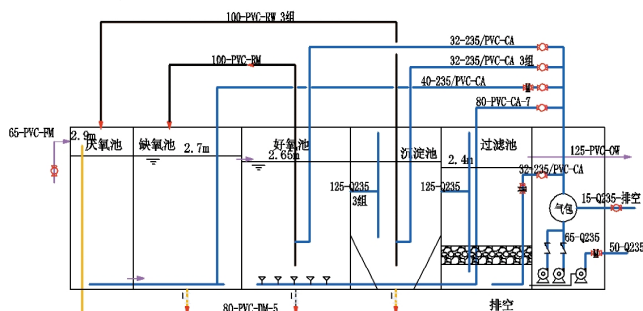 100-PVC-RW 3组
100-PVC-RM
32-235/PVC-CA
32-235/PVC-CA 3组
40-235/PVC-CA
80-PVC-CA-7
65-PVC-FM
2.9m
厌氧池
缺氧池
2.7m
好氧池
2.65m
沉淀池
过滤池
2.4m
125-PVC-OW
32-235/PVC-CA
125-Q235
3组
125-Q235
气包
15-Q235-排空
65-Q235
50-Q235
M
M
80-PVC-DM-5
排空